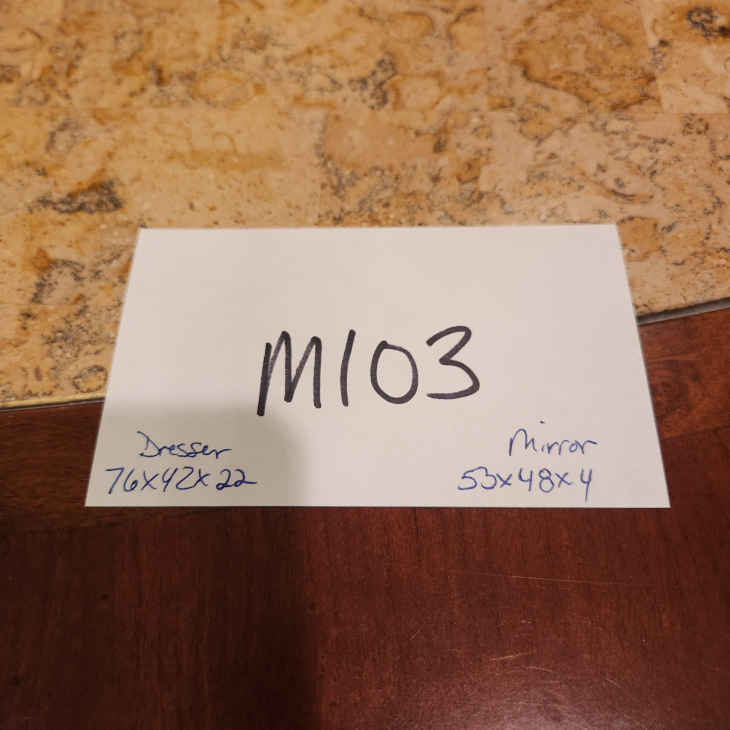 M103
Dresser
76x42x22
Mirror
53x48x4